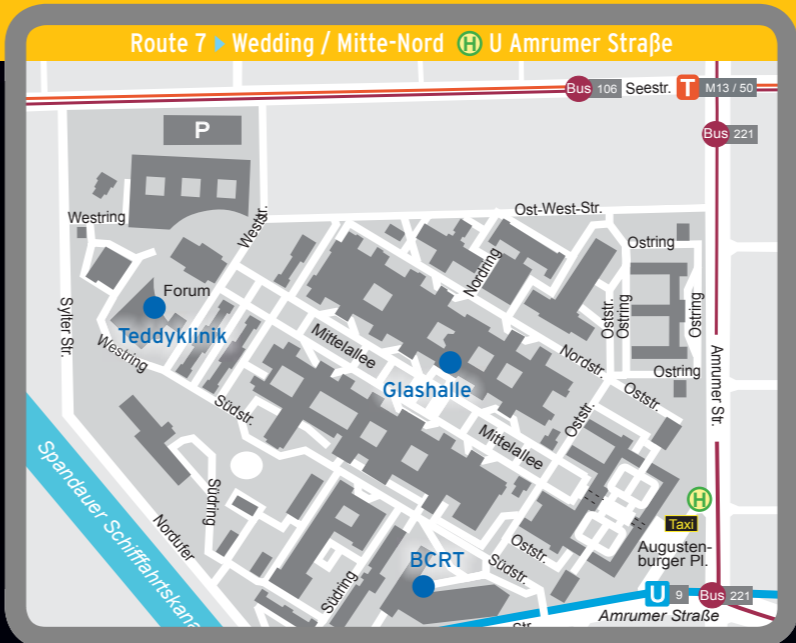 Route 7 Wedding / Mitte-Nord H U Amrumer Straße
Bus 106 Seestr. T M13 / 50
P
Bus 221
Westring
Weststr.
Ost-West-Str.
Nordring
Ostring
Forum
Sylter Str.
Teddyklinik
Westring
Mittelallee
Glashalle
Nordstr.
Oststr.
Ostring
Ostring
Ostring
Oststr.
Amrumer Str.
Südstr.
Mittelallee
Oststr.
Spandauer Schifffahrtskana
Nordufer
Südring
H
Taxi
Augusten-
burger Pl.
Oststr.
Südstr.
BCRT
Südring
U 9 Bus 221
Amrumer Straße
Str.